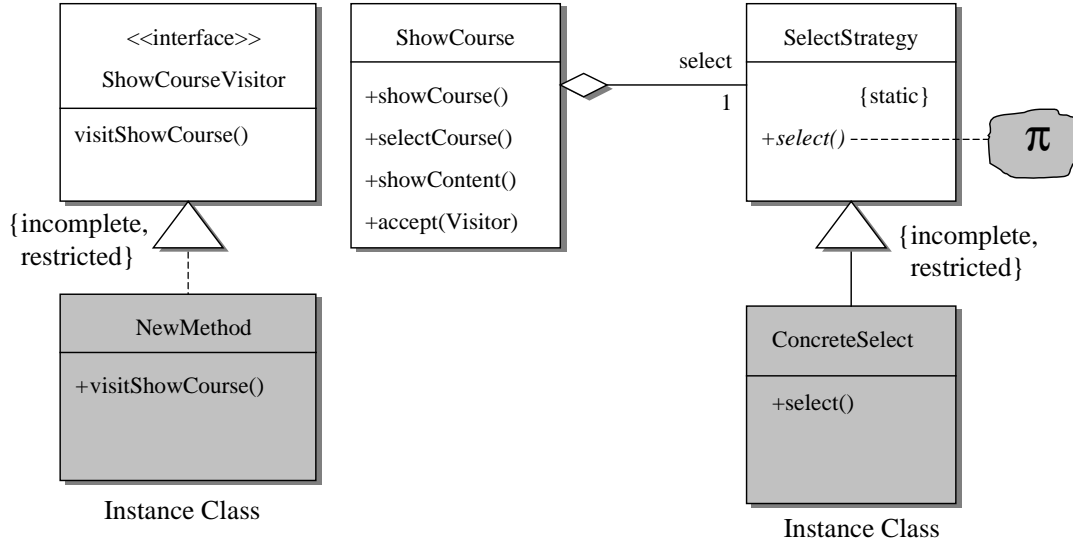 <<interface>>
ShowCourseVisitor
visitShowCourse()
{incomplete,
restricted}
NewMethod
+visitShowCourse()
Instance Class
ShowCourse
+showCourse()
+selectCourse()
+showContent()
+accept(Visitor)
select
1
SelectStrategy
{static}
+select()
π
{incomplete,
restricted}
ConcreteSelect
+select()
Instance Class